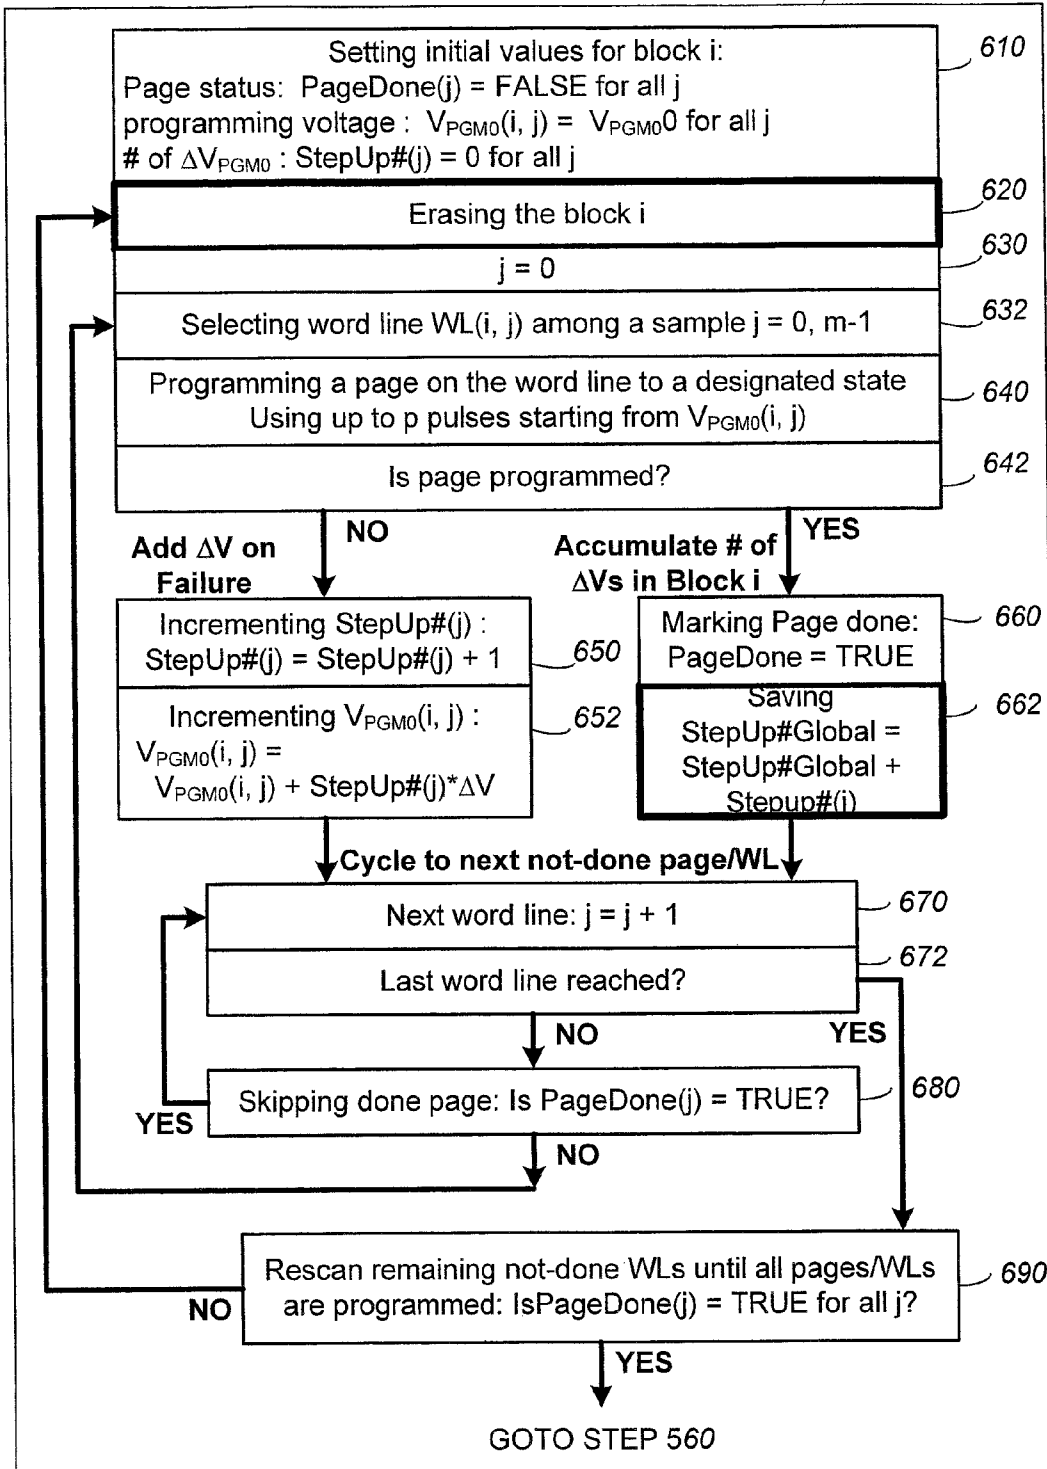 Setting initial values for block i:
610
Page status: PageDone(j) = FALSE for all j
programming voltage : VPGM0(i, j) = VPGM00 for all j
# of ΔVPGM0 : StepUp#(j) = 0 for all j
620
Erasing the block i
630
j = 0
Selecting word line WL(i, j) among a sample j = 0, m-1
632
Programming a page on the word line to a designated state
Using up to p pulses starting from VPGM0(i, j)
640
Is page programmed?
642
NO
YES
Add ΔV on
Failure
Accumulate # of
ΔVs in Block i
Incrementing StepUp#(j) :
StepUp#(j) = StepUp#(j) + 1
650
Incrementing VPGM0(i, j) :
VPGM0(i, j) =
VPGM0(i, j) + StepUp#(j)*ΔV
652
Marking Page done:
PageDone = TRUE
660
Saving
StepUp#Global =
StepUp#Global +
Stepup#(j)
662
Cycle to next not-done page/WL
Next word line: j = j + 1
670
Last word line reached?
672
NO
YES
Skipping done page: Is PageDone(j) = TRUE?
680
YES
NO
Rescan remaining not-done WLs until all pages/WLs
are programmed: IsPageDone(j) = TRUE for all j?
690
NO
YES
GOTO STEP 560